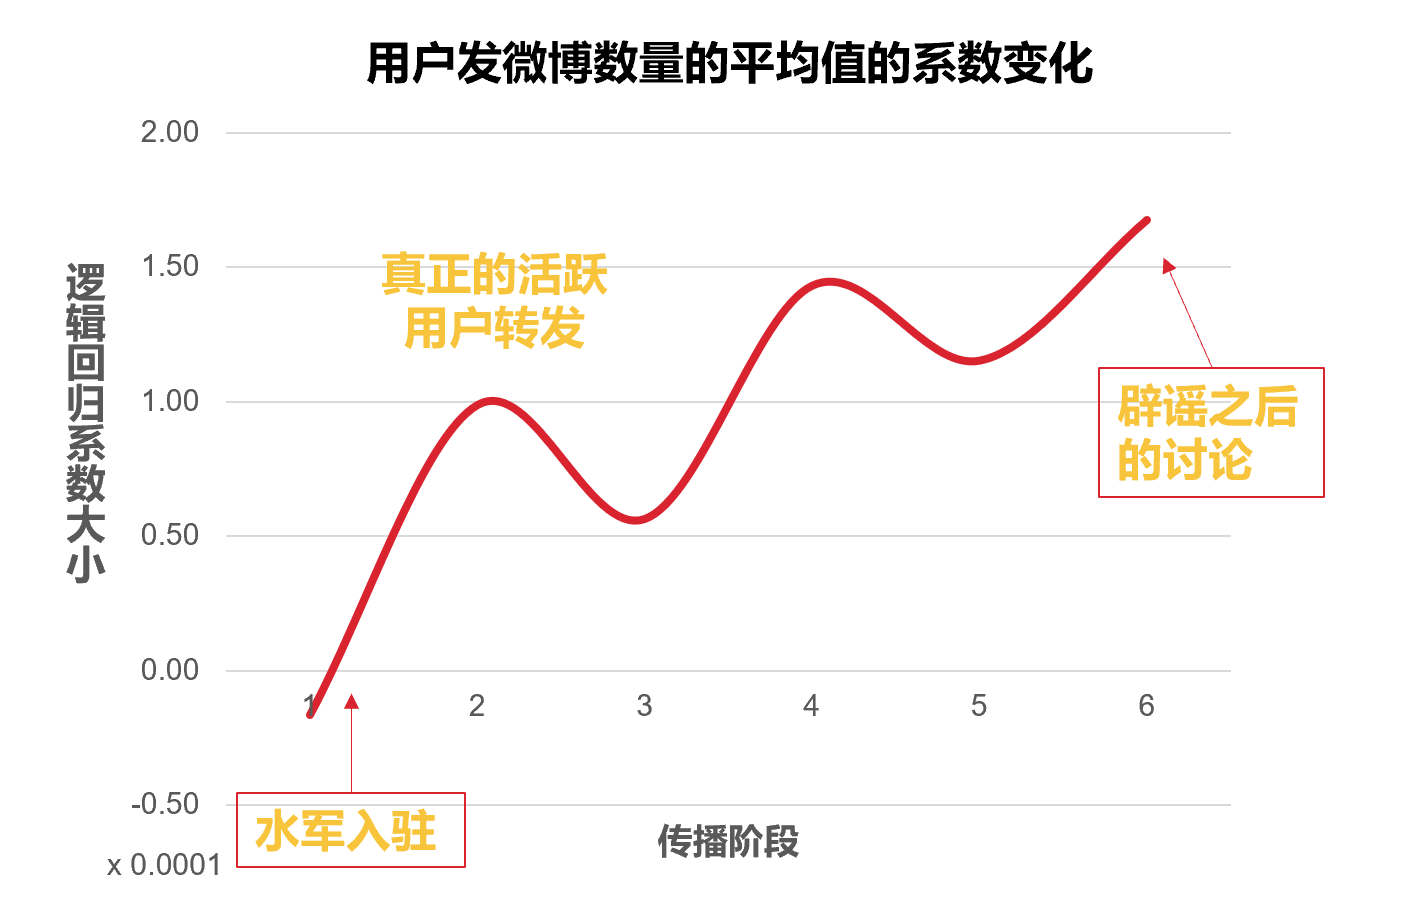 用户发微博数量的平均值的系数变化
逻辑回归系数大小
2.00
1.50
1.00
0.50
0.00
-0.50
x 0.0001
真正的活跃
用户转发
辟谣之后
的讨论
1 2 3 4 5 6
水军入驻
传播阶段